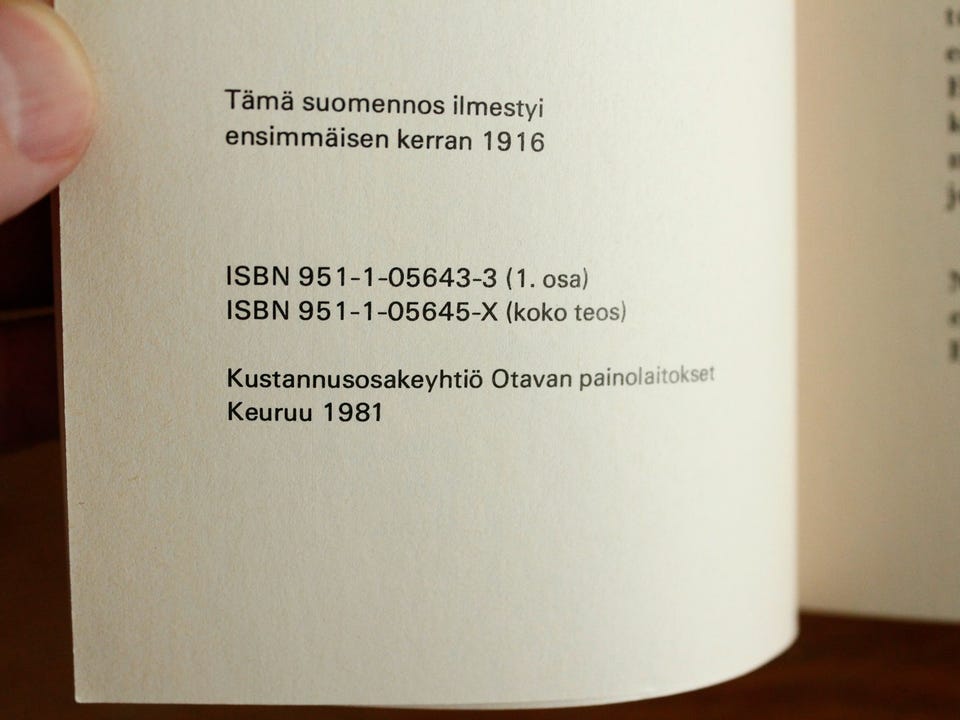 Tämä suomennos ilmestyi
ensimmäisen kerran 1916
ISBN 951-1-05643-3 (1. osa)
ISBN 951-1-05645-X (koko teos)
Kustannusosakeyhtiö Otavan painolaitokset
Keuruu 1981